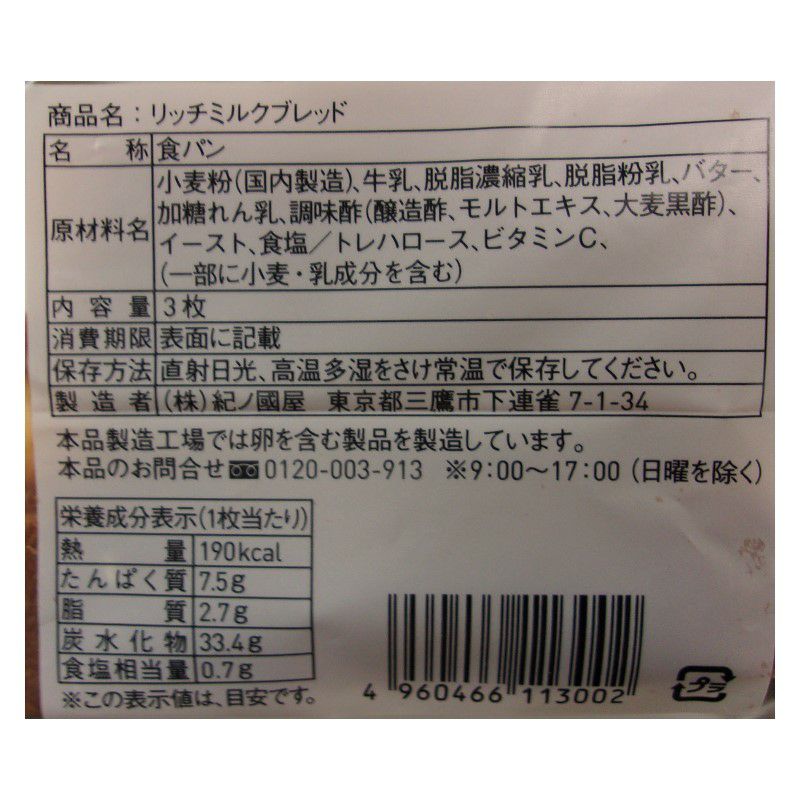 商品名：リッチミルクブレッド
名称 食パン
原材料名 小麦粉(国内製造)、牛乳、脱脂濃縮乳、脱脂粉乳、バター、
加糖れん乳、調味酢(醸造酢、モルトエキス、大麦黒酢)、
イースト、食塩／トレハロース、ビタミンC、
(一部に小麦・乳成分を含む)
内容量 3枚
消費期限 表面に記載
保存方法 直射日光、高温多湿をさけ常温で保存してください。
製造者 (株)紀ノ國屋 東京都三鷹市下連雀 7-1-34
本品製造工場では卵を含む製品を製造しています。
本品のお問合せ 0120-003-913 ※9:00〜17:00 (日曜を除く)
栄養成分表示(1枚当たり)
熱量 190kcal
たんぱく質 7.5g
脂質 2.7g
炭水化物 33.4g
食塩相当量 0.7g
※この表示値は、目安です。
4 960466 113002
プラ